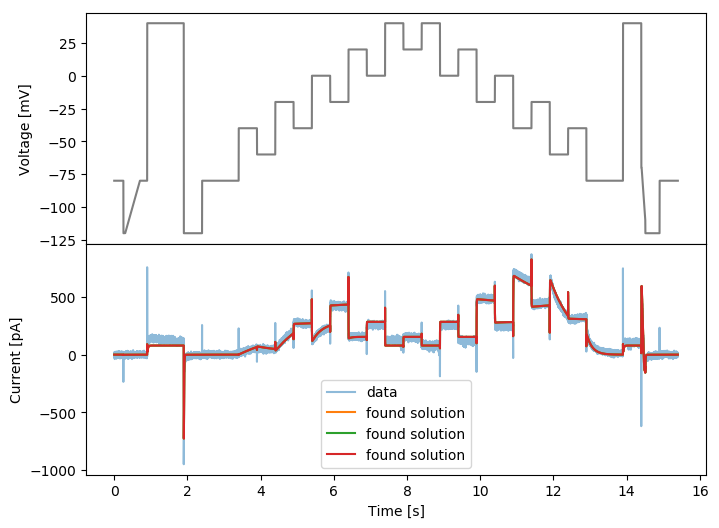 Voltage [mV]
25
0
−25
−50
−75
−100
−125
Current [pA]
500
0
−500
−1000
data
found solution
found solution
found solution
0
2
4
6
8
10
12
14
16
Time [s]